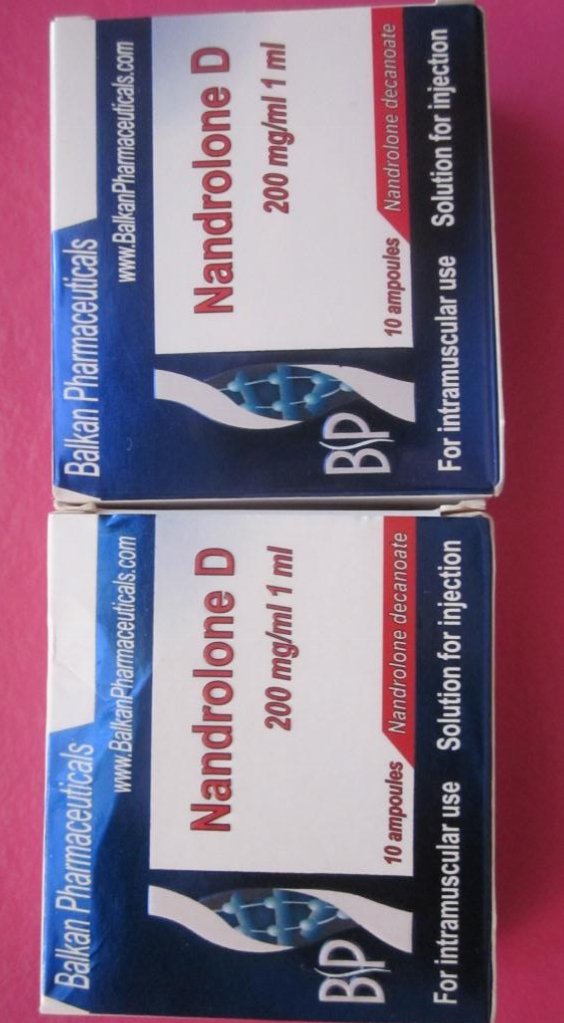 Balkan Pharmaceuticals
www.BalkanPharmaceuticals.com
Nandrolone D
200 mg/ml 1 ml
10 ampoules
Nandrolone decanoate
BP
For intramuscular use
Solution for injection
Balkan Pharmaceuticals
www.BalkanPharmaceuticals.com
Nandrolone D
200 mg/ml 1 ml
10 ampoules
Nandrolone decanoate
BP
For intramuscular use
Solution for injection